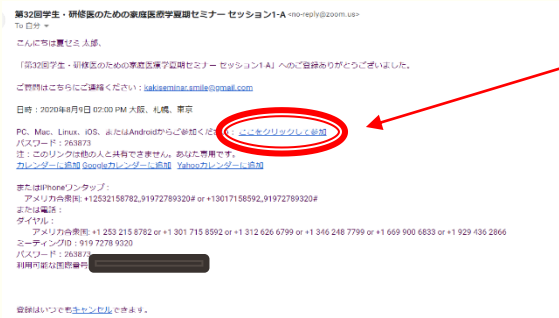 第32回学生・研修医のための家庭医療学夏期セミナー セッション1-A <no-reply@zoom.us>
To 自分
こんにちは夏ゼミ太郎、
「第32回学生・研修医のための家庭医療学夏期セミナー セッション1-A」へのご登録ありがとうございました。
ご質問はこちらにご連絡ください：kakiseminar.smile@gmail.com
日時：2020年8月9日 02:00 PM 大阪、札幌、東京
PC、Mac、Linux、iOS、またはAndroidからご参加ください：ここをクリックして参加
パスワード：263873
注：このリンクは他の人と共有できません。あなた専用です。
カレンダーに追加 Googleカレンダーに追加 Yahooカレンダーに追加
またはiPhoneワンタップ：
アメリカ合衆国: +12532158782,,91972789320# or +13017158592,,91972789320#
または電話：
ダイヤル：
アメリカ合衆国: +1 253 215 8782 or +1 301 715 8592 or +1 312 626 6799 or +1 346 248 7799 or +1 669 900 6833 or +1 929 436 2866
ミーティングID：919 7278 9320
パスワード：263873
利用可能な国際番号
登録はいつでもキャンセルできます。